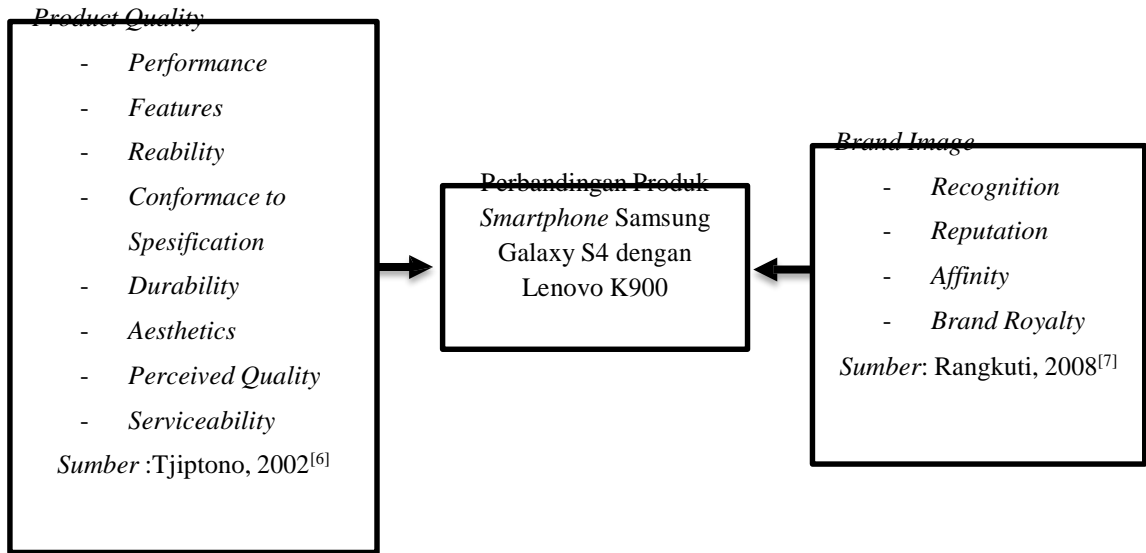 Product Quality
- Performance
- Features
- Reability
- Conformace to
Spesification
- Durability
- Aesthetics
- Perceived Quality
- Serviceability
Sumber :Tjiptono, 2002[6]
Perbandingan Produk
Smartphone Samsung
Galaxy S4 dengan
Lenovo K900
Brand Image
- Recognition
- Reputation
- Affinity
- Brand Royalty
Sumber: Rangkuti, 2008[7]